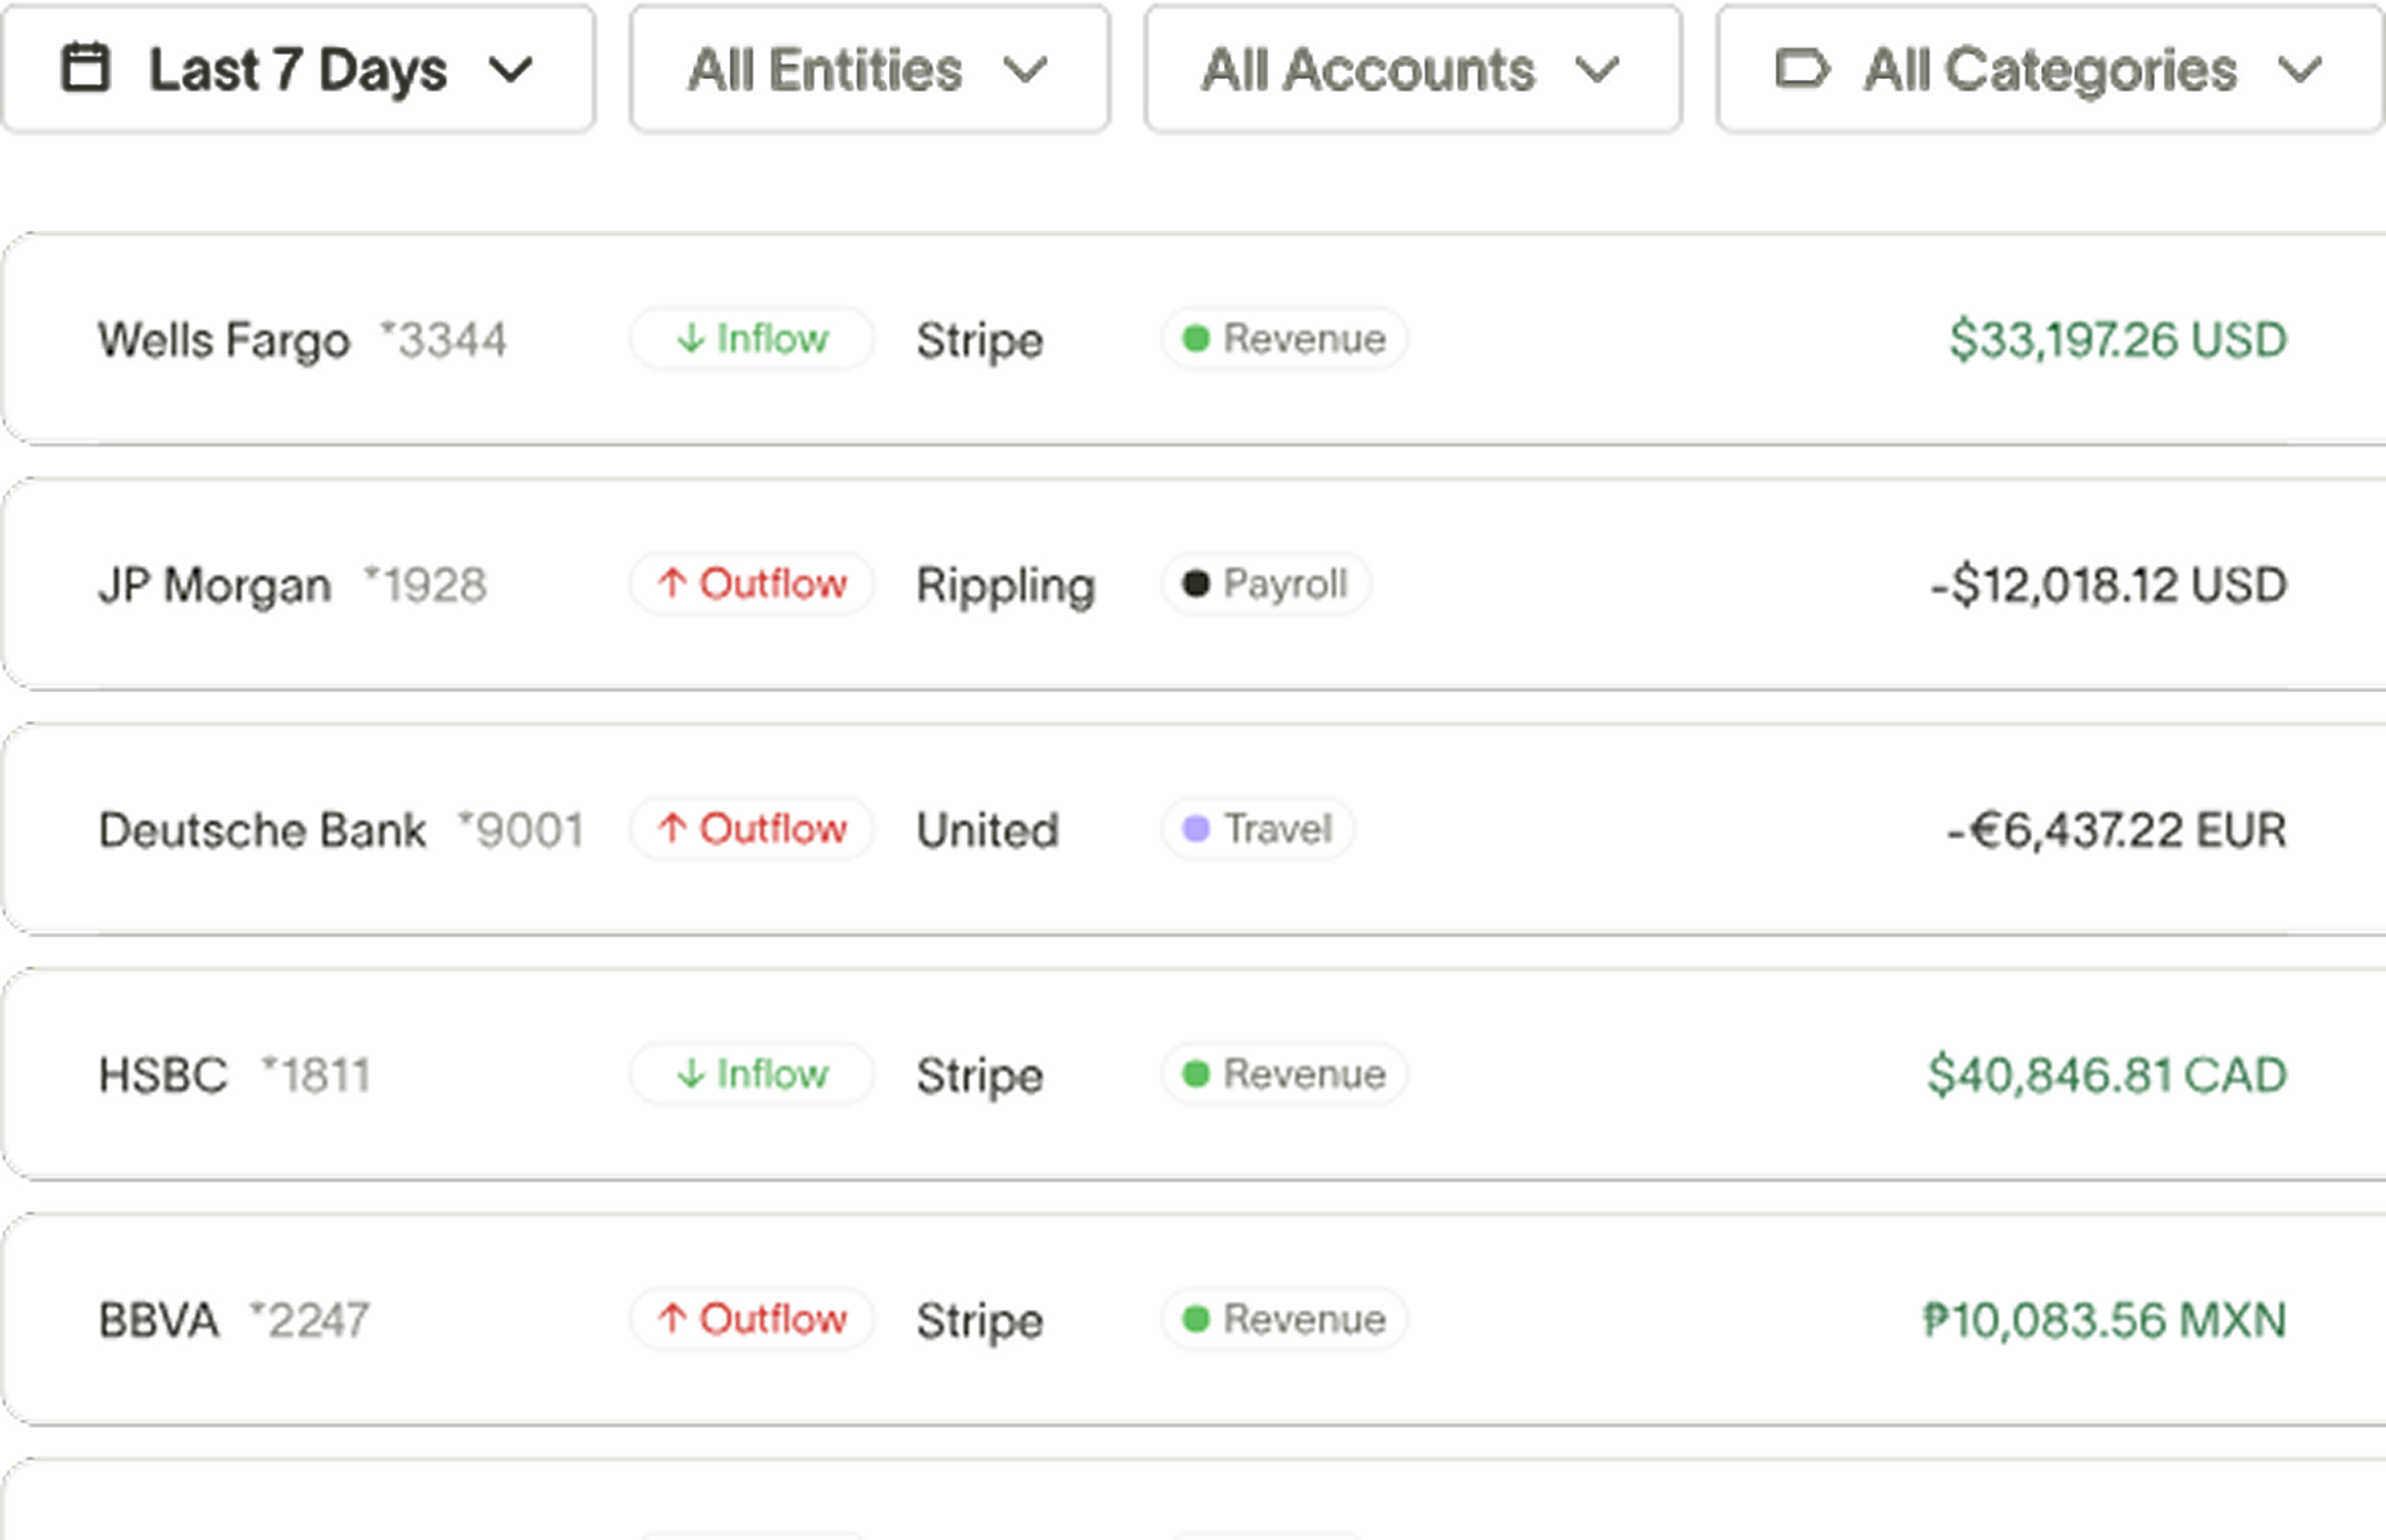 Last 7 Days All Entities All Accounts All Categories
Wells Fargo *3344 ↓ Inflow Stripe Revenue $33,197.26 USD
JP Morgan *1928 ↑ Outflow Rippling Payroll -$12,018.12 USD
Deutsche Bank *9001 ↑ Outflow United Travel -€6,437.22 EUR
HSBC *1811 ↓ Inflow Stripe Revenue $40,846.81 CAD
BBVA *2247 ↑ Outflow Stripe Revenue ₱10,083.56 MXN